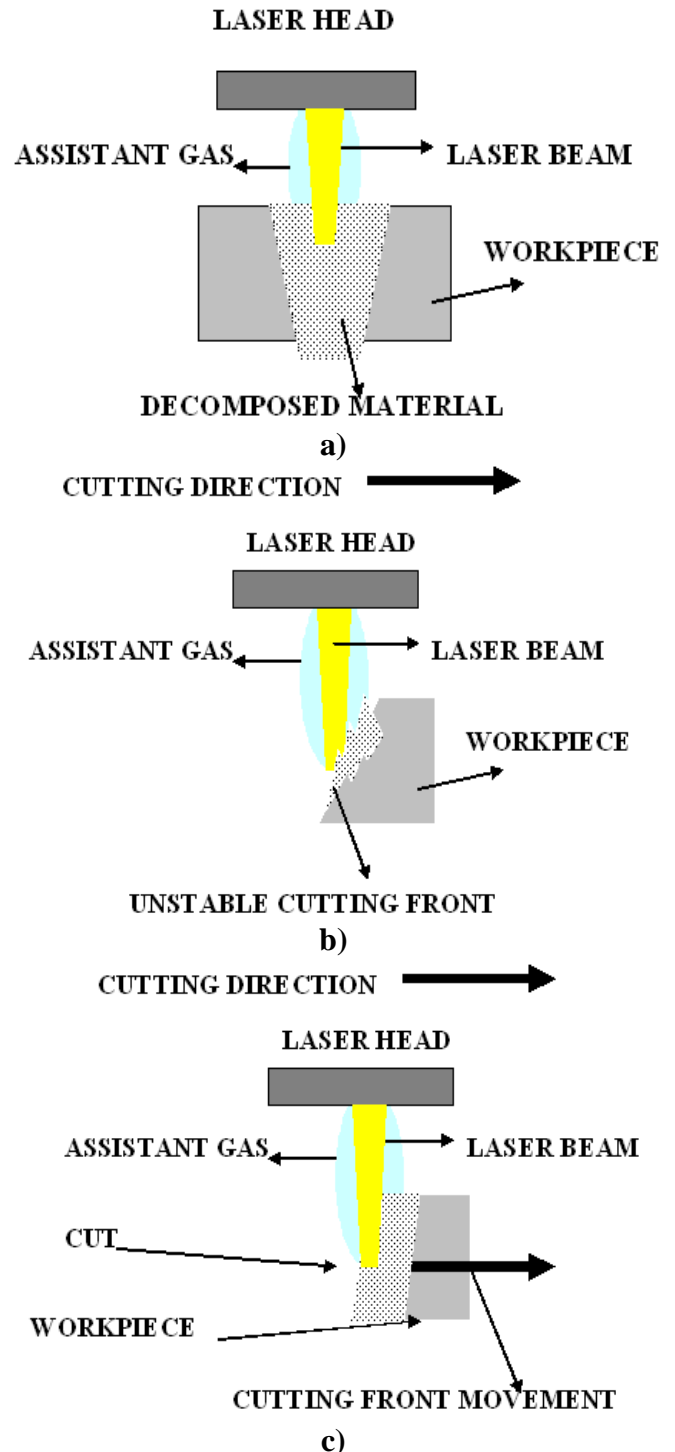 LASER HEAD
ASSISTANT GAS
LASER BEAM
WORKPIECE
DECOMPOSED MATERIAL
a)
CUTTING DIRECTION
LASER HEAD
ASSISTANT GAS
LASER BEAM
WORKPIECE
UNSTABLE CUTTING FRONT
b)
CUTTING DIRECTION
LASER HEAD
ASSISTANT GAS
LASER BEAM
CUT
WORKPIECE
CUTTING FRONT MOVEMENT
c)